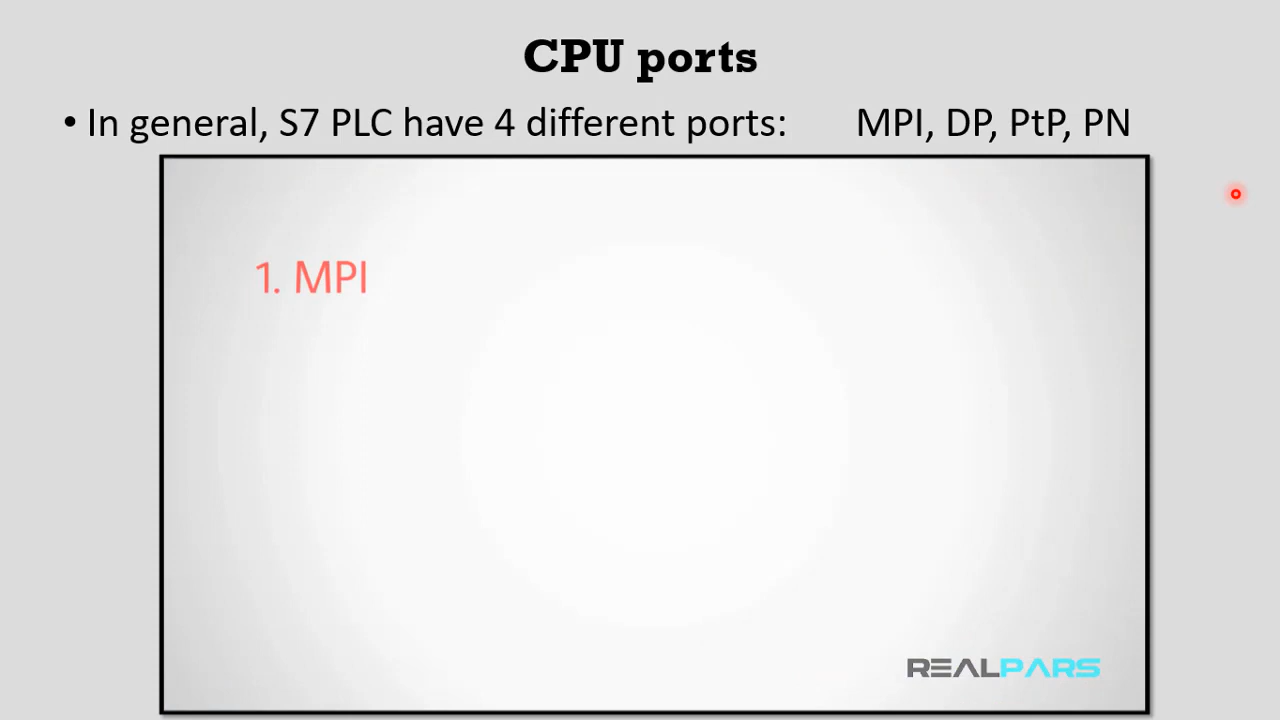 CPU ports
• In general, S7 PLC have 4 different ports: MPI, DP, PtP, PN
1. MPI
REALPARS